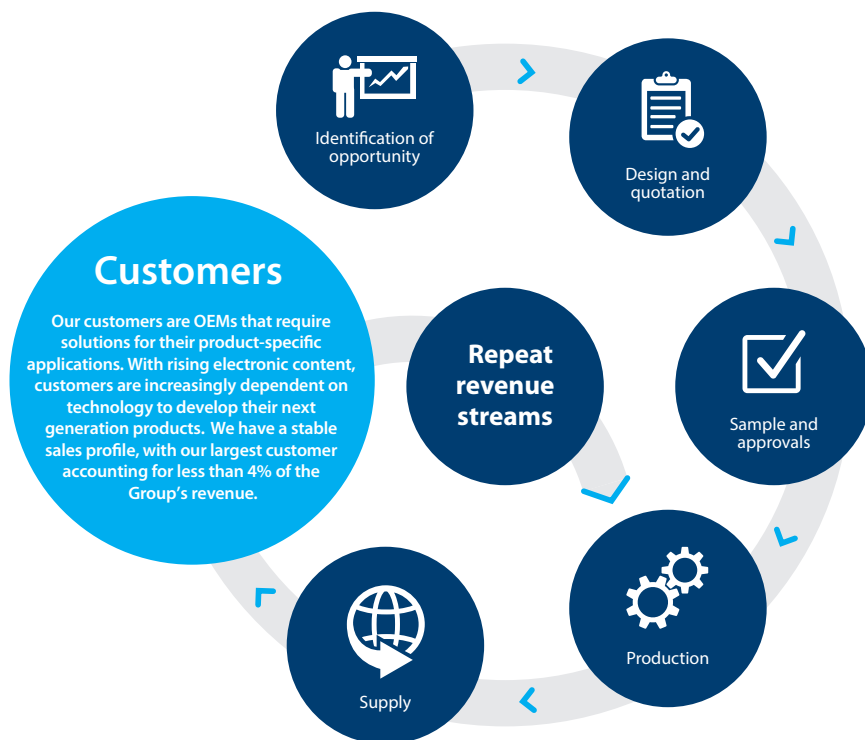 Identification of
opportunity
Design and
quotation
Sample and
approvals
Production
Supply
Customers
Our customers are OEMs that require
solutions for their product-specific
applications. With rising electronic content,
customers are increasingly dependent on
technology to develop their next
generation products. We have a stable
sales profile, with our largest customer
accounting for less than 4% of the
Group’s revenue.
Repeat
revenue
streams